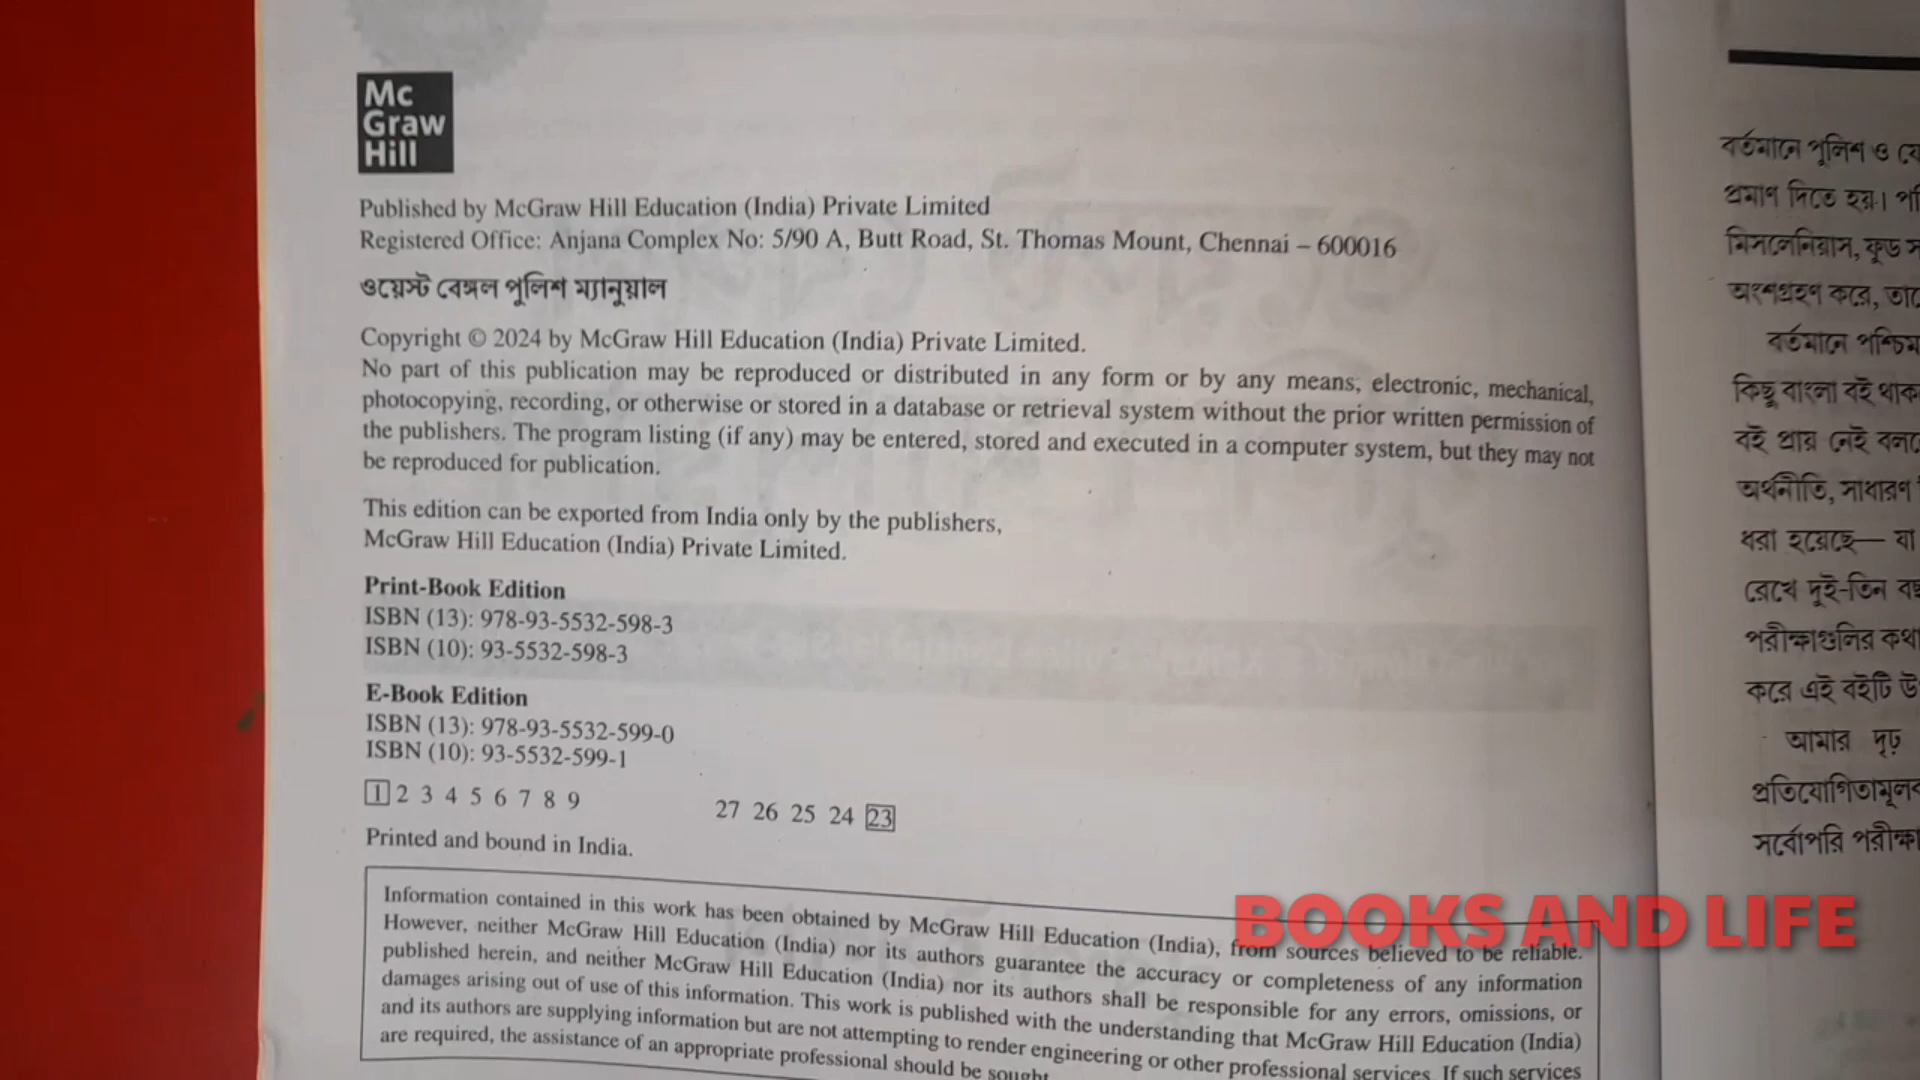 Mc
Graw
Hill
Published by McGraw Hill Education (India) Private Limited
Registered Office: Anjana Complex No: 5/90 A, Butt Road, St. Thomas Mount, Chennai – 600016
ওয়েস্ট বেঙ্গল পুলিশ ম্যানুয়াল
Copyright © 2024 by McGraw Hill Education (India) Private Limited.
No part of this publication may be reproduced or distributed in any form or by any means, electronic, mechanical,
photocopying, recording, or otherwise or stored in a database or retrieval system without the prior written permission of
the publishers. The program listing (if any) may be entered, stored and executed in a computer system, but they may not
be reproduced for publication.
This edition can be exported from India only by the publishers,
McGraw Hill Education (India) Private Limited.
Print-Book Edition
ISBN (13): 978-93-5532-598-3
ISBN (10): 93-5532-598-3
E-Book Edition
ISBN (13): 978-93-5532-599-0
ISBN (10): 93-5532-599-1
1 2 3 4 5 6 7 8 9 27 26 25 24 23
Printed and bound in India.
Information contained in this work has been obtained by McGraw Hill Education (India), from sources believed to be reliable.
However, neither McGraw Hill Education (India) nor its authors guarantee the accuracy or completeness of any information
published herein, and neither McGraw Hill Education (India) nor its authors shall be responsible for any errors, omissions, or
damages arising out of use of this information. This work is published with the understanding that McGraw Hill Education (India)
and its authors are supplying information but are not attempting to render engineering or other professional services. If such services
are required, the assistance of an appropriate professional should be sought.
বর্তমানে পুলিশ ও
প্রমাণ দিতে হয়।
মিসলেনিয়াস, ফুড
অংশগ্রহণ করে,
বর্তমানে
কিছু বাংলা বই
বই প্রায় নেই
অর্থনীতি, সাধারণ
ধরা হয়েছে— যা
রেখে দুই-তিন
পরীক্ষাগুলির
করে এই বইটি
আমার দৃঢ়
সর্বোপরি
BOOKS AND LIFE